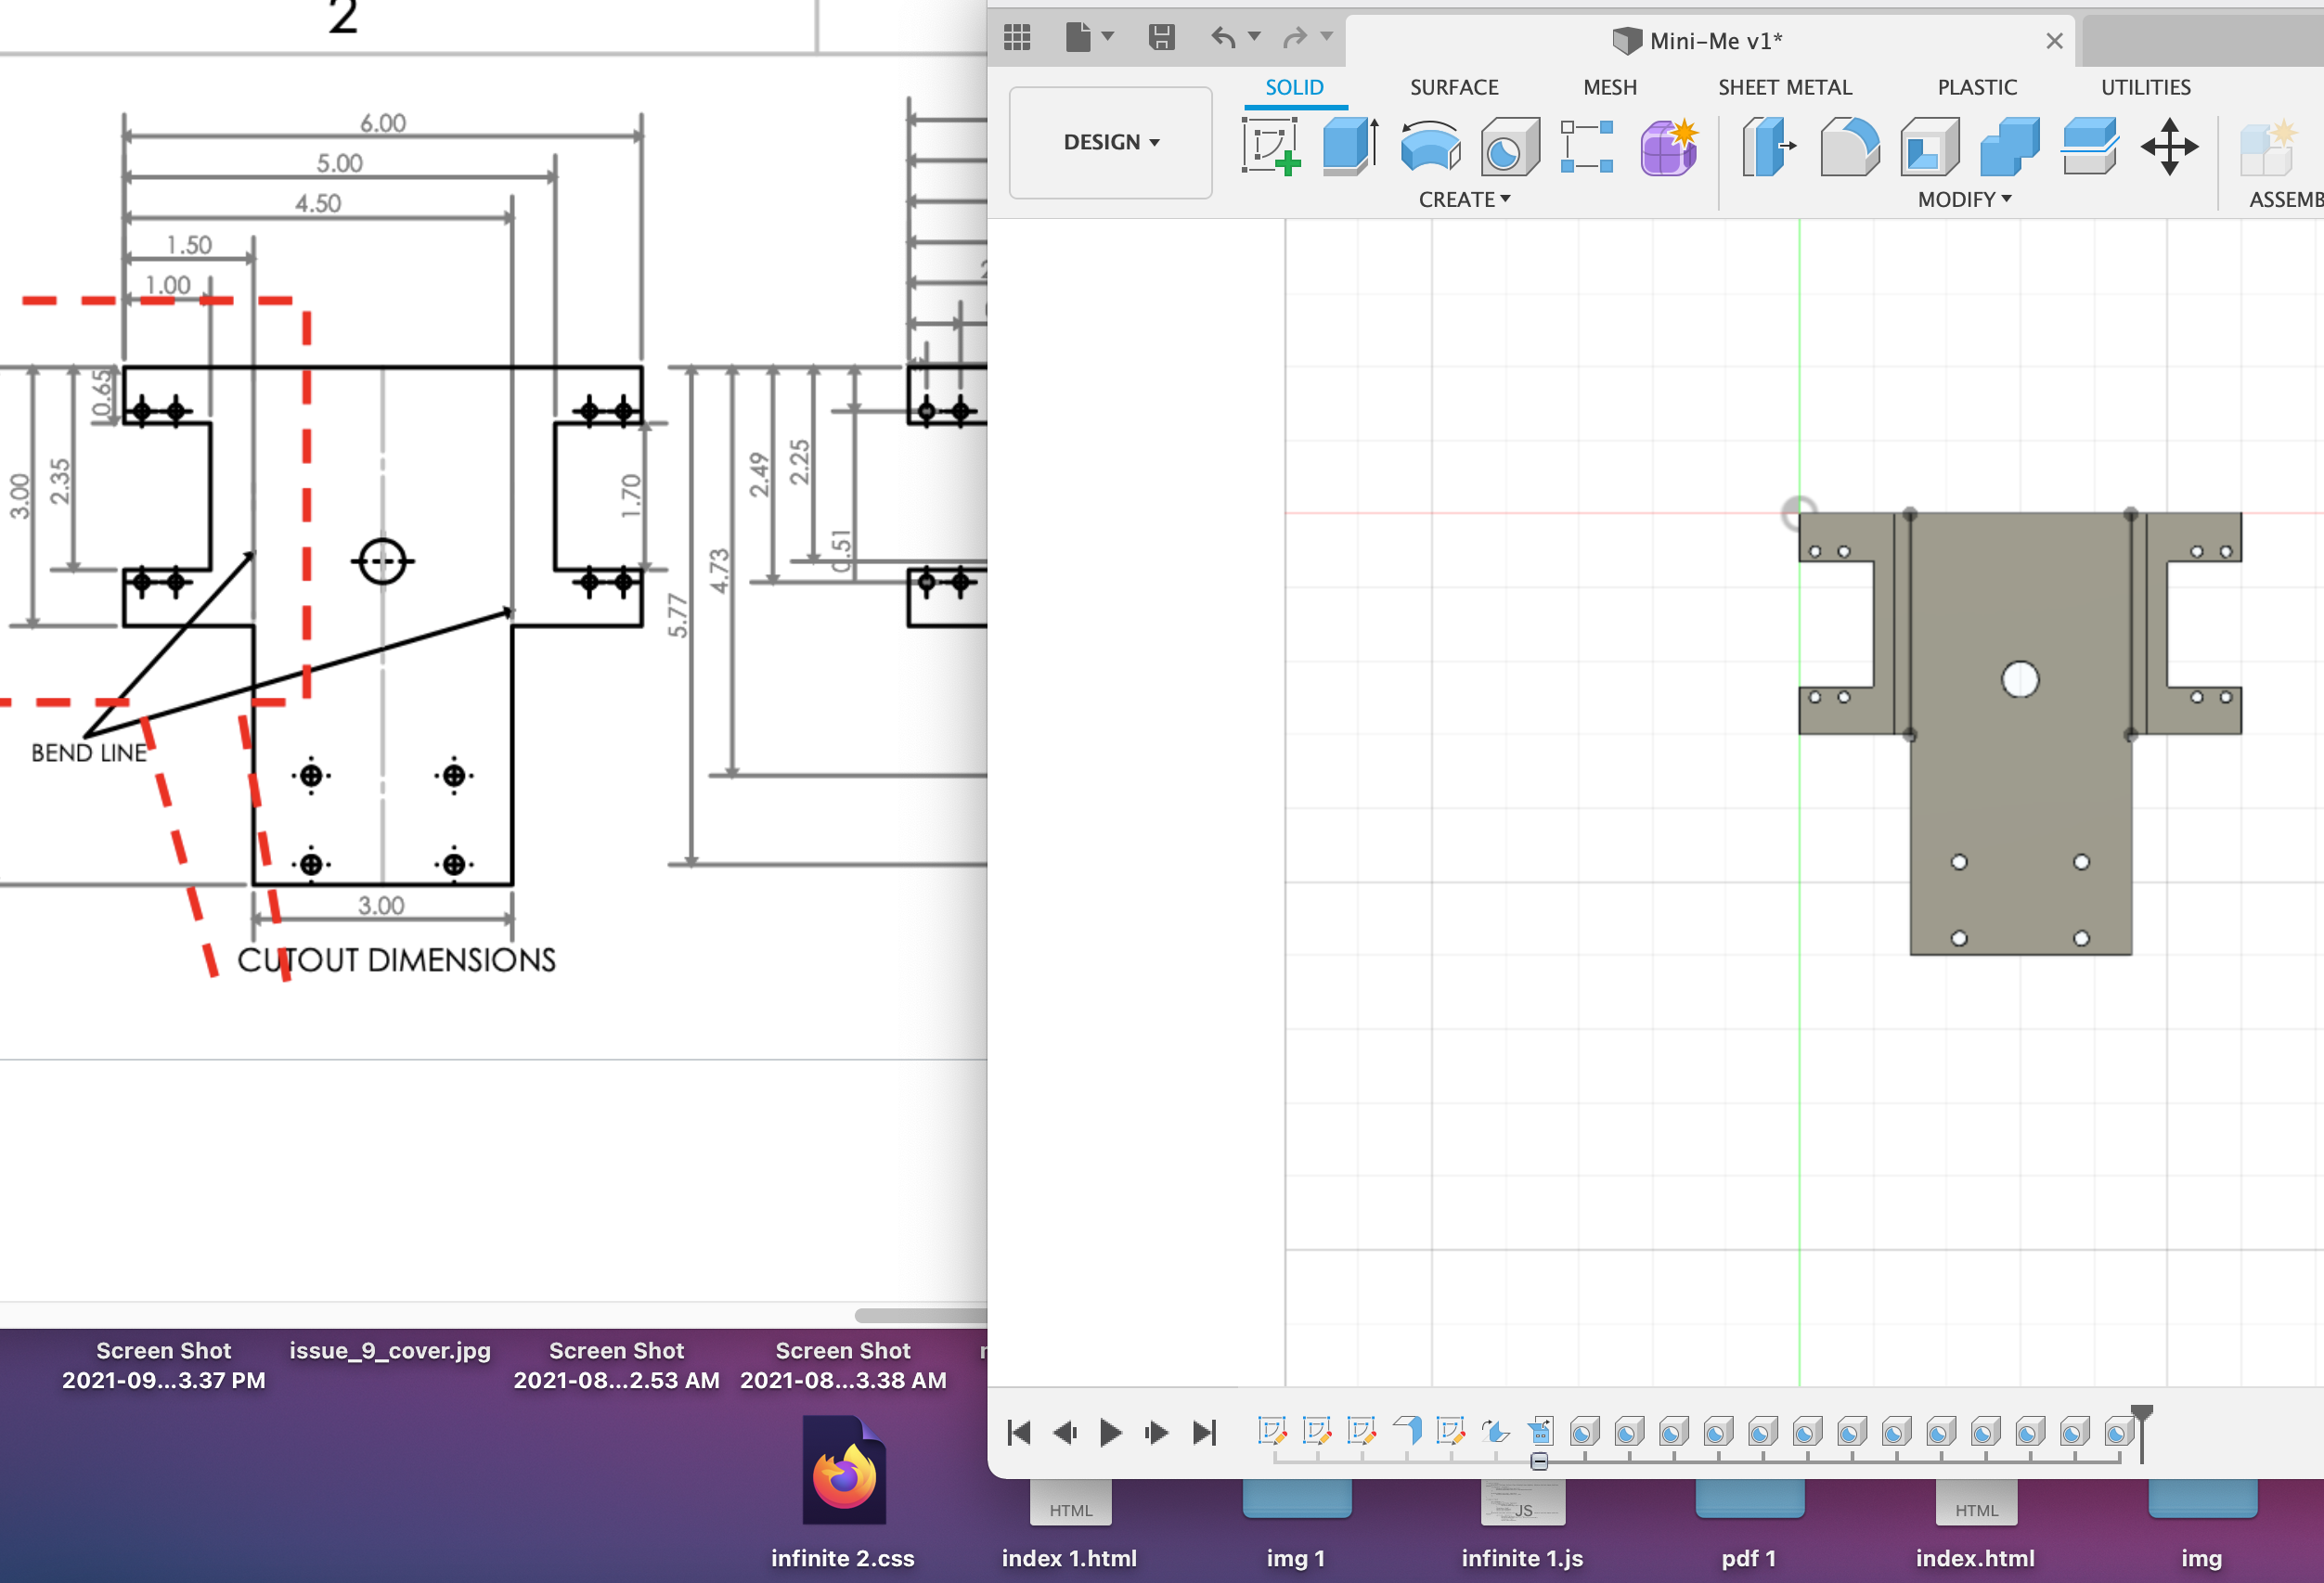 2
6.00
5.00
4.50
1.50
1.00
0.65
3.00
2.35
1.70
2.49
2.25
0.51
4.73
5.77
BEND LINE
3.00
CUTOUT DIMENSIONS
Mini-Me v1*
SOLID
SURFACE
MESH
SHEET METAL
PLASTIC
UTILITIES
DESIGN
CREATE
MODIFY
ASSEMB
Screen Shot
2021-09...3.37 PM
issue_9_cover.jpg
Screen Shot
2021-08...2.53 AM
Screen Shot
2021-08...3.38 AM
HTML
JS
HTML
infinite 2.css
index 1.html
img 1
infinite 1.js
pdf 1
index.html
img